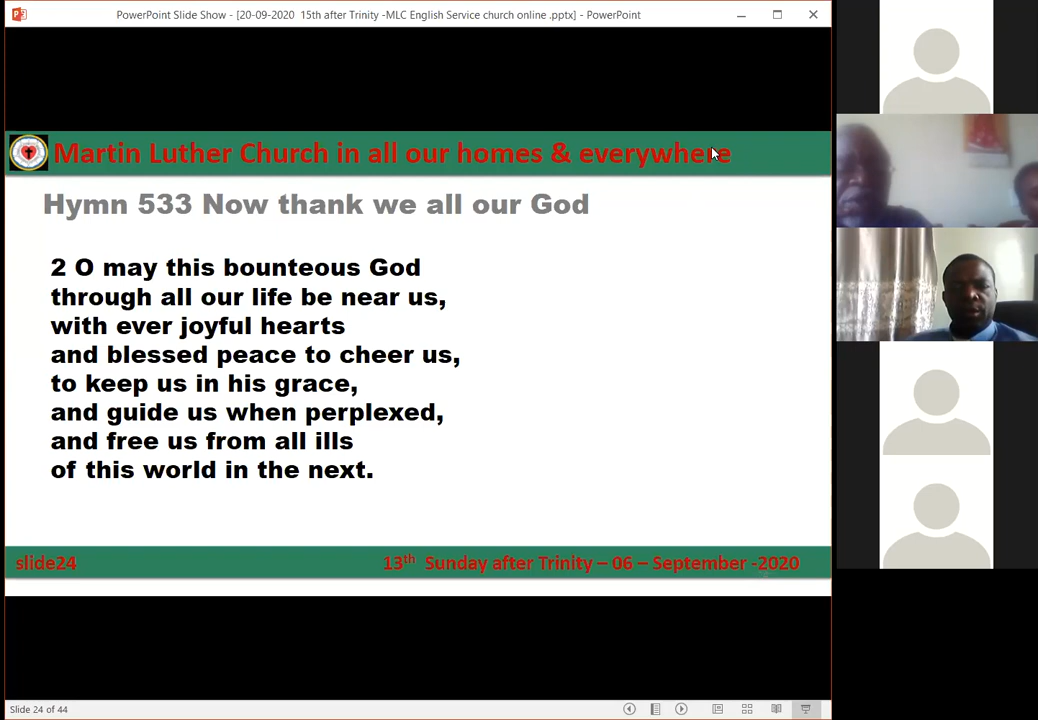 PowerPoint Slide Show - [20-09-2020 15th after Trinity -MLC English Service church online .pptx] - PowerPoint
Martin Luther Church in all our homes & everywhere
Hymn 533 Now thank we all our God
2 O may this bounteous God
through all our life be near us,
with ever joyful hearts
and blessed peace to cheer us,
to keep us in his grace,
and guide us when perplexed,
and free us from all ills
of this world in the next.
slide24
13th Sunday after Trinity – 06 – September -2020
Slide 24 of 44